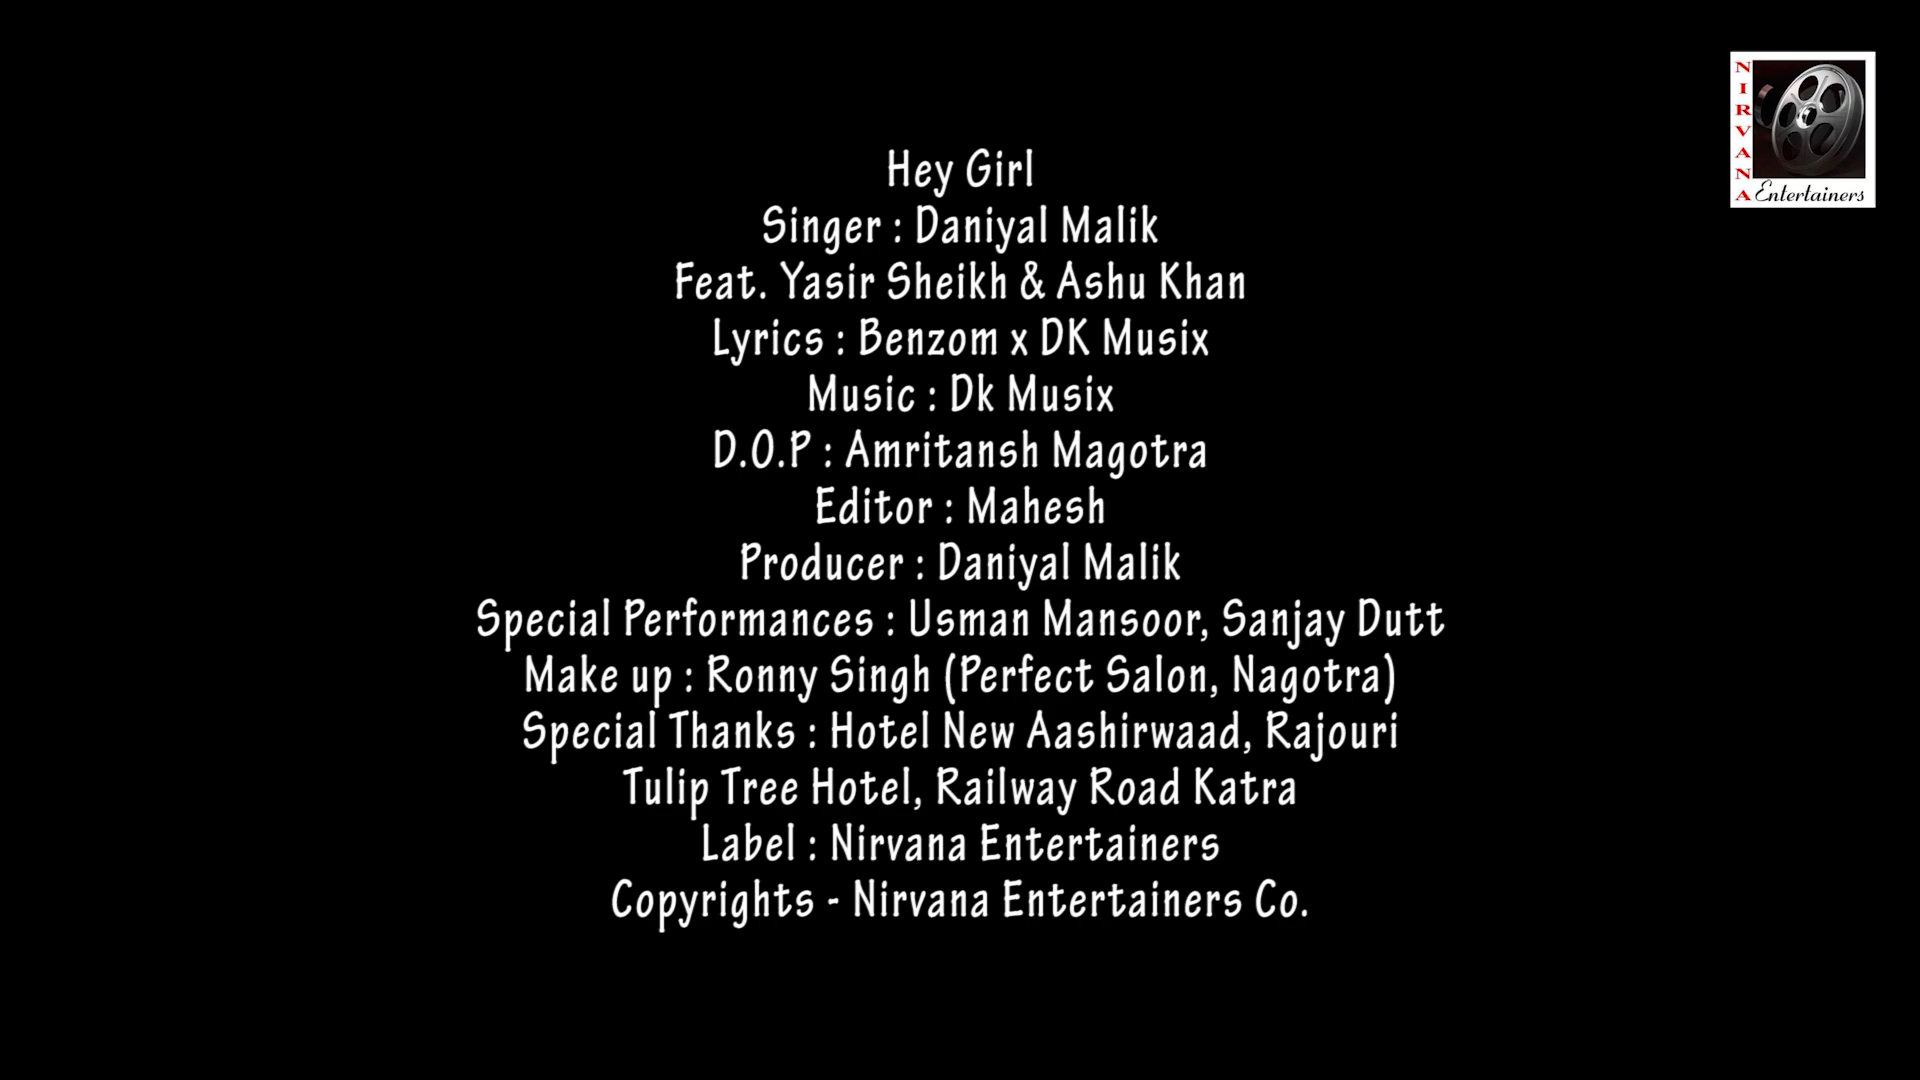 Hey Girl
Singer : Daniyal Malik
Feat. Yasir Sheikh & Ashu Khan
Lyrics : Benzom x DK Musix
Music : Dk Musix
D.O.P : Amritansh Magotra
Editor : Mahesh
Producer : Daniyal Malik
Special Performances : Usman Mansoor, Sanjay Dutt
Make up : Ronny Singh (Perfect Salon, Nagotra)
Special Thanks : Hotel New Aashirwaad, Rajouri
Tulip Tree Hotel, Railway Road Katra
Label : Nirvana Entertainers
Copyrights - Nirvana Entertainers Co.
NIRVANA
Entertainers